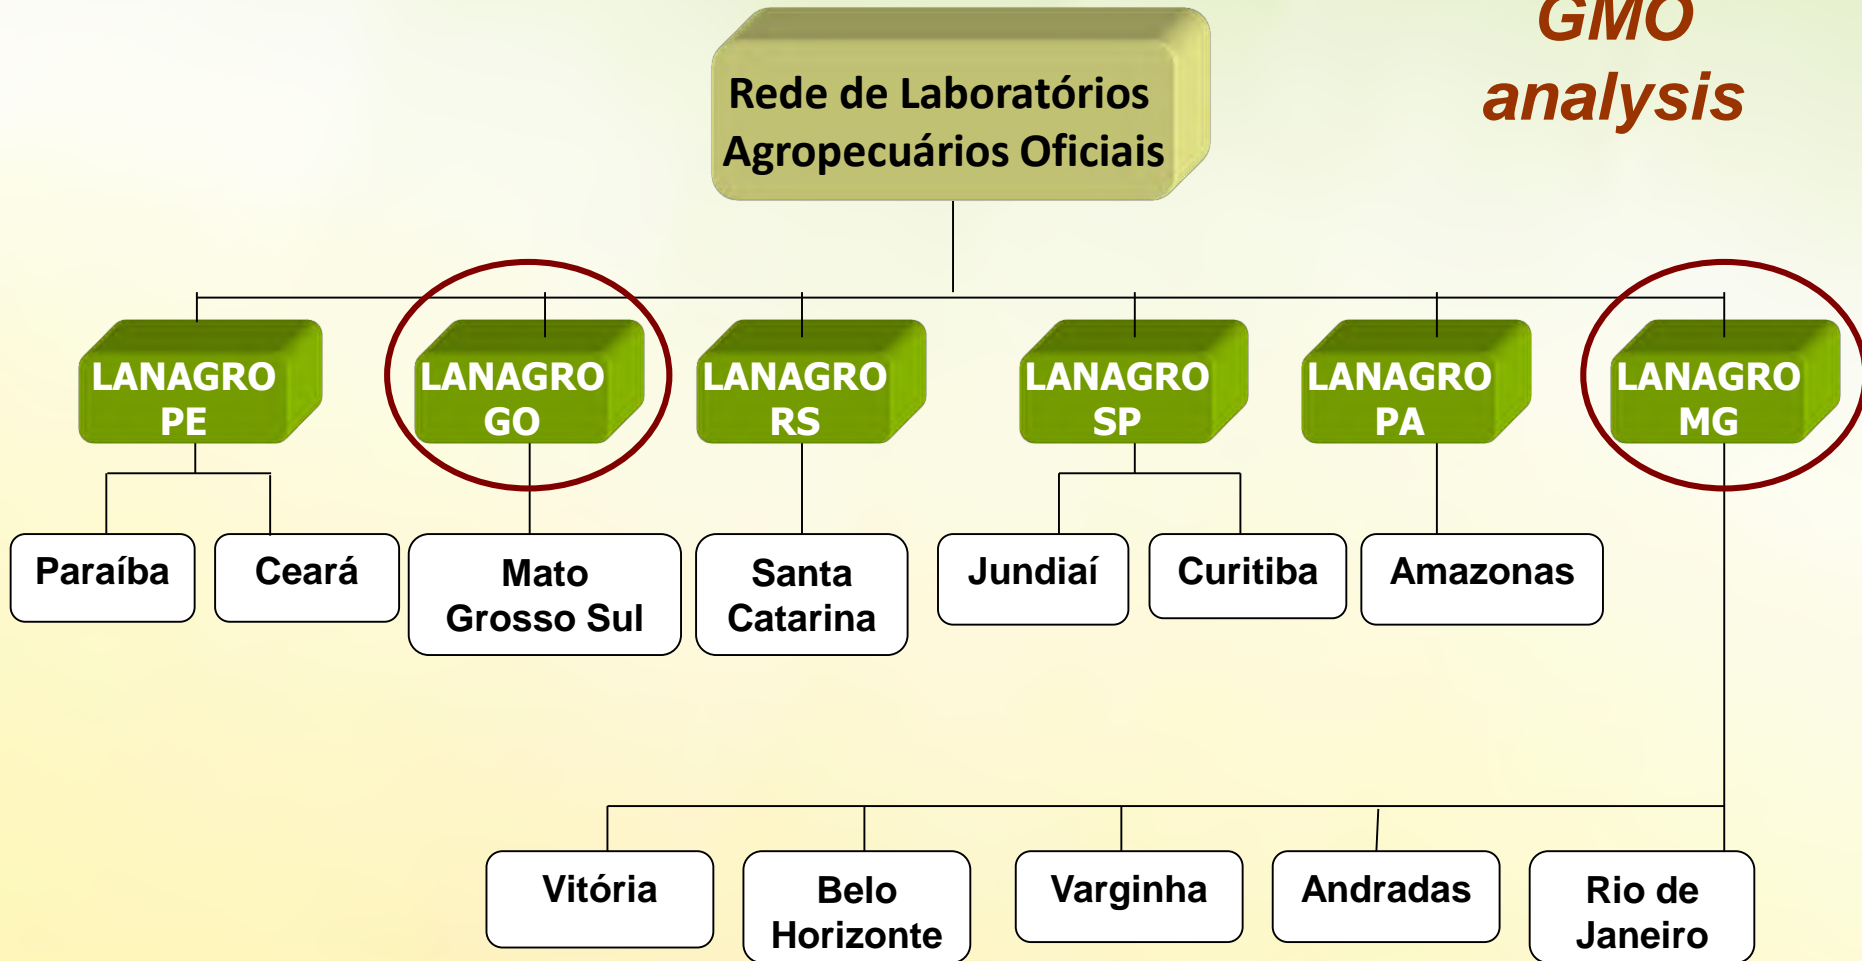 GMO
analysis
Rede de Laboratórios
Agropecuários Oficiais
LANAGRO
PE
LANAGRO
GO
LANAGRO
RS
LANAGRO
SP
LANAGRO
PA
LANAGRO
MG
Paraíba
Ceará
Mato
Grosso Sul
Santa
Catarina
Jundiaí
Curitiba
Amazonas
Vitória
Belo
Horizonte
Varginha
Andradas
Rio de
Janeiro